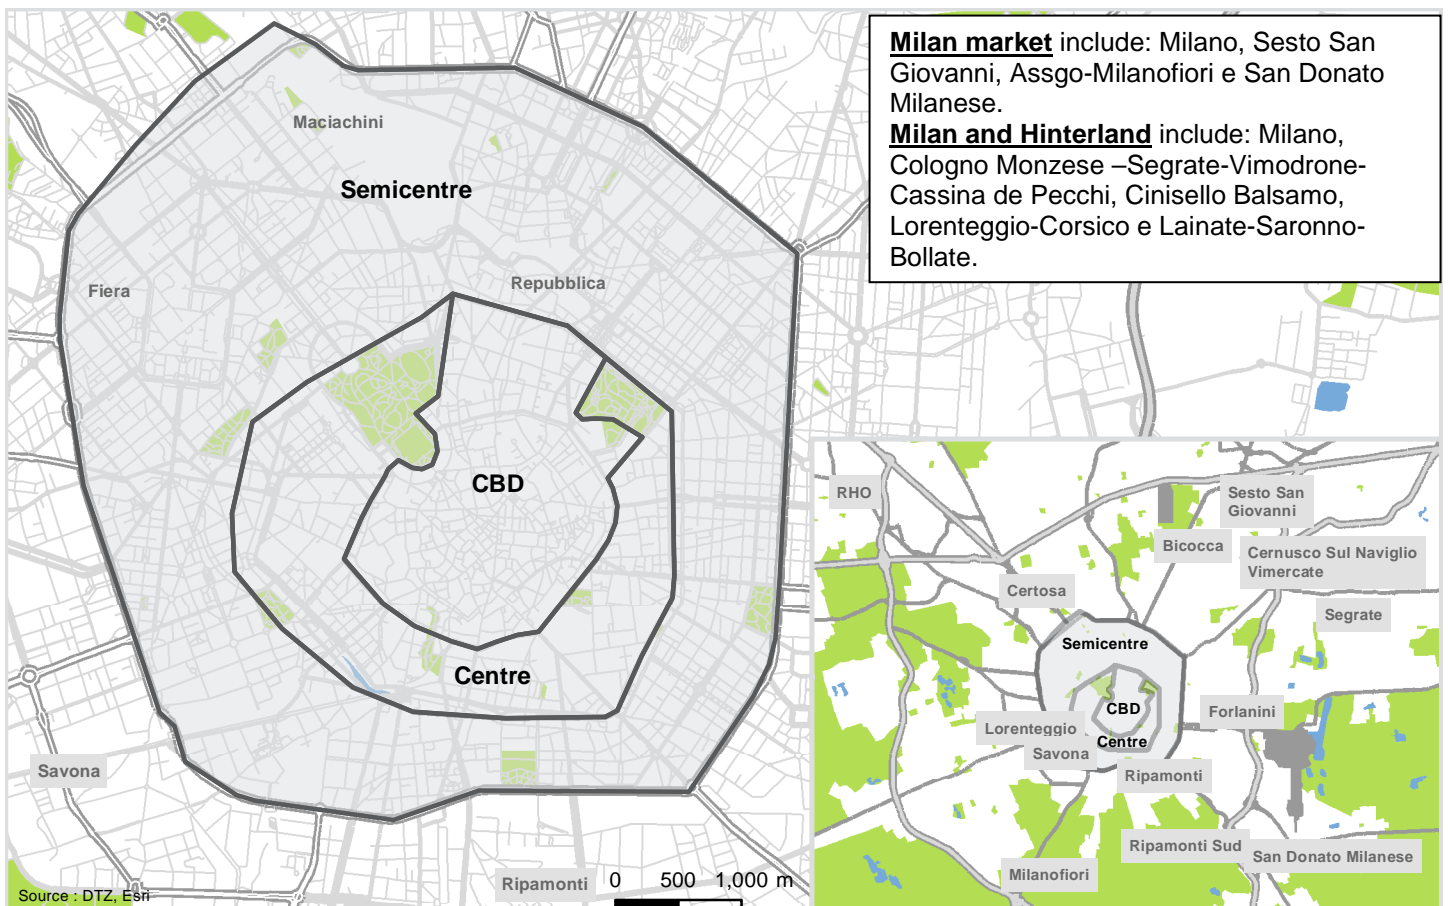 Milan market include: Milano, Sesto San
Giovanni, Assgo-Milanofiori e San Donato
Milanese.
Milan and Hinterland include: Milano,
Cologno Monzese –Segrate-Vimodrone-
Cassina de Pecchi, Cinisello Balsamo,
Lorenteggio-Corsico e Lainate-Saronno-
Bollate.
Maciachini
Semicentre
Fiera
Repubblica
CBD
Centre
Savona
Ripamonti
0 500 1,000 m
Source : DTZ, Esri
RHO
Sesto San
Giovanni
Bicocca
Cernusco Sul Naviglio
Vimercate
Certosa
Segrate
Semicentre
CBD
Forlanini
Lorenteggio
Centre
Savona
Ripamonti
Ripamonti Sud
San Donato Milanese
Milanofiori